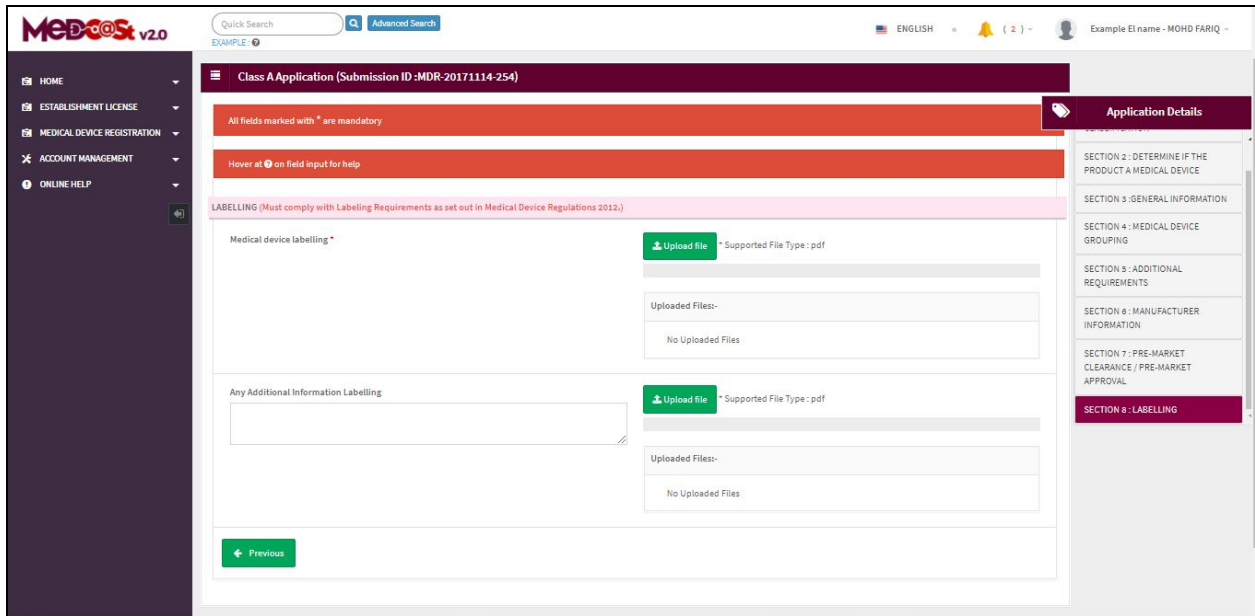 MeDC@St v2.0
Quick Search
Advanced Search
EXAMPLE :
ENGLISH
( 2 )
Example El name - MOHD FARIQ
HOME
ESTABLISHMENT LICENSE
MEDICAL DEVICE REGISTRATION
ACCOUNT MANAGEMENT
ONLINE HELP
Class A Application (Submission ID :MDR-20171114-254)
All fields marked with * are mandatory
Hover at ? on field input for help
LABELLING (Must comply with Labeling Requirements as set out in Medical Device Regulations 2012.)
Medical device labelling *
Upload file * Supported File Type : pdf
Uploaded Files:-
No Uploaded Files
Any Additional Information Labelling
Upload file * Supported File Type : pdf
Uploaded Files:-
No Uploaded Files
Previous
Application Details
SECTION 2 : DETERMINE IF THE
PRODUCT A MEDICAL DEVICE
SECTION 3 :GENERAL INFORMATION
SECTION 4 : MEDICAL DEVICE
GROUPING
SECTION 5 : ADDITIONAL
REQUIREMENTS
SECTION 6 : MANUFACTURER
INFORMATION
SECTION 7 : PRE-MARKET
CLEARANCE / PRE-MARKET
APPROVAL
SECTION 8 : LABELLING